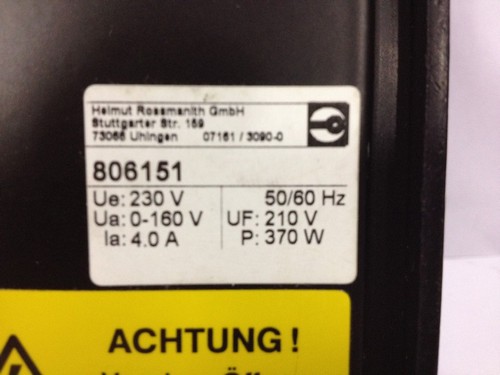 Helmut Rossmanith GmbH
Stuttgarter Str. 159
73066 Uhingen 07161 / 3090-0
806151
Ue: 230 V 50/60 Hz
Ua: 0-160 V UF: 210 V
Ia: 4.0 A P: 370 W
ACHTUNG !